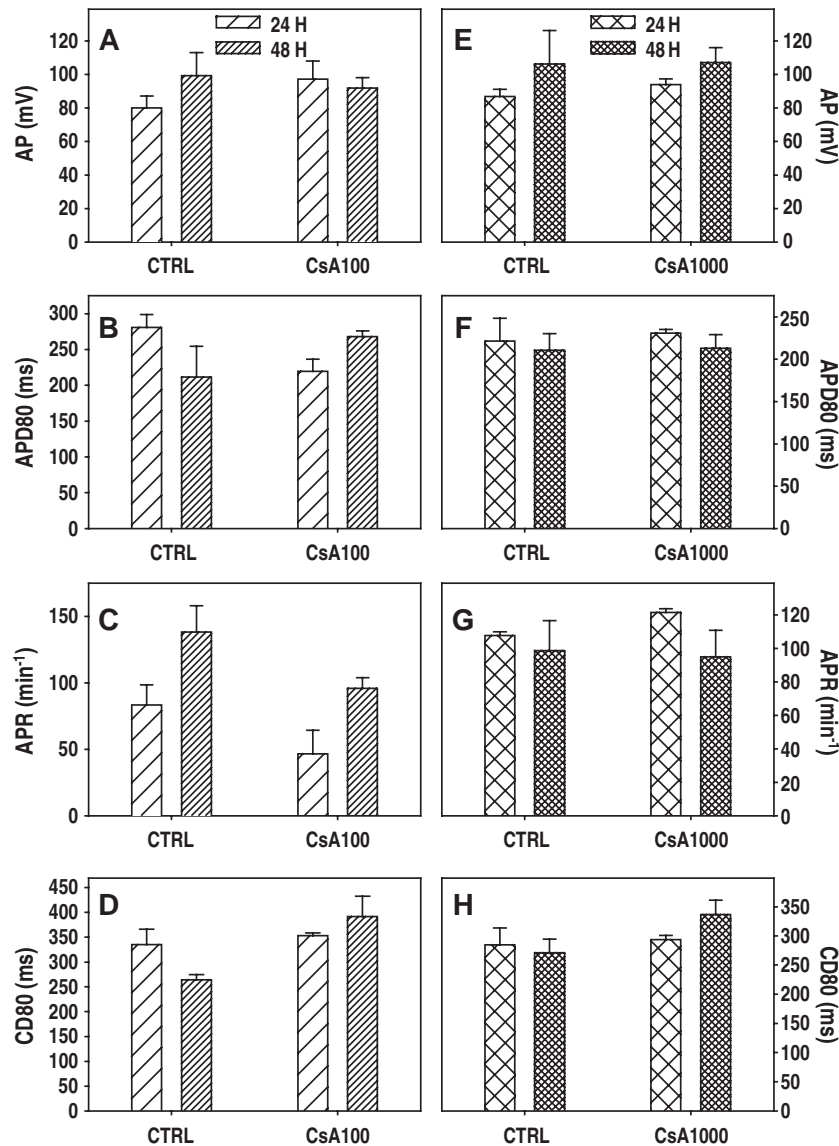 A
24 H
48 H
AP (mV)
120
100
80
60
40
20
0
CTRL
CsA100
E
24 H
48 H
AP (mV)
120
100
80
60
40
20
0
CTRL
CsA1000
B
APD80 (ms)
300
250
200
150
100
50
0
CTRL
CsA100
F
APD80 (ms)
250
200
150
100
50
0
CTRL
CsA1000
C
APR (min⁻¹)
150
100
50
0
CTRL
CsA100
G
APR (min⁻¹)
120
100
80
60
40
20
0
CTRL
CsA1000
D
CD80 (ms)
450
400
350
300
250
200
150
100
50
0
CTRL
CsA100
H
CD80 (ms)
350
300
250
200
150
100
50
0
CTRL
CsA1000